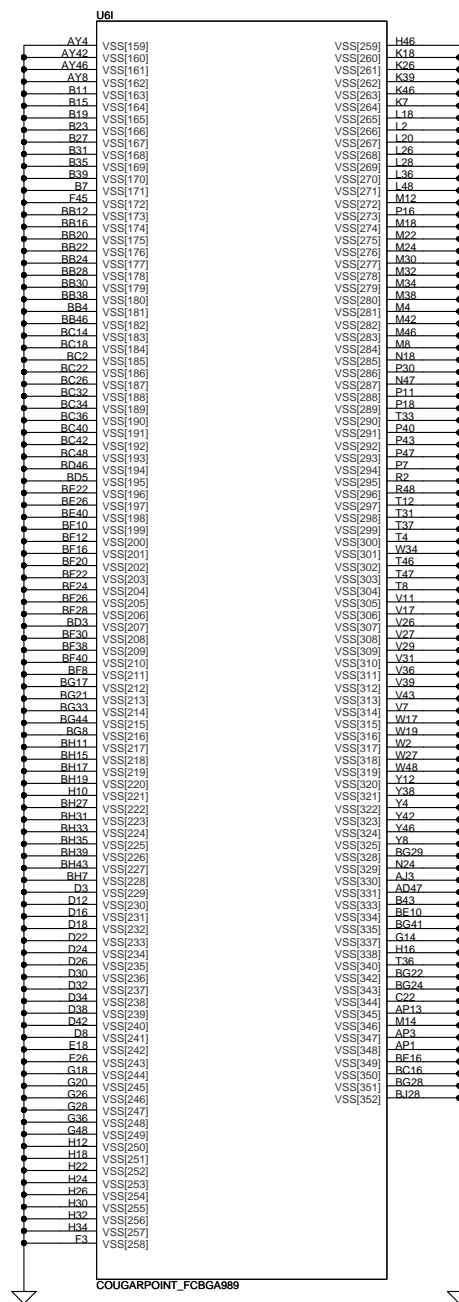 U6I
AY4 VSS[159]
AY42 VSS[160]
AY46 VSS[161]
AY8 VSS[162]
B11 VSS[163]
B15 VSS[164]
B19 VSS[165]
B23 VSS[166]
B27 VSS[167]
B31 VSS[168]
B35 VSS[169]
B39 VSS[170]
B7 VSS[171]
F45 VSS[172]
BB12 VSS[173]
BB16 VSS[174]
BB20 VSS[175]
BB22 VSS[176]
BB24 VSS[177]
BB28 VSS[178]
BB30 VSS[179]
BB38 VSS[180]
BB4 VSS[181]
BB46 VSS[182]
BC14 VSS[183]
BC18 VSS[184]
BC2 VSS[185]
BC22 VSS[186]
BC26 VSS[187]
BC32 VSS[188]
BC34 VSS[189]
BC36 VSS[190]
BC40 VSS[191]
BC42 VSS[192]
BC48 VSS[193]
BD46 VSS[194]
BD5 VSS[195]
BE22 VSS[196]
BE26 VSS[197]
BE40 VSS[198]
BF10 VSS[199]
BF12 VSS[200]
BF16 VSS[201]
BF20 VSS[202]
BF22 VSS[203]
BF24 VSS[204]
BF26 VSS[205]
BF28 VSS[206]
BD3 VSS[207]
BF30 VSS[208]
BF38 VSS[209]
BF40 VSS[210]
BF8 VSS[211]
BG17 VSS[212]
BG21 VSS[213]
BG33 VSS[214]
BG44 VSS[215]
BG8 VSS[216]
BH11 VSS[217]
BH15 VSS[218]
BH17 VSS[219]
BH19 VSS[220]
H10 VSS[221]
BH27 VSS[222]
BH31 VSS[223]
BH33 VSS[224]
BH35 VSS[225]
BH39 VSS[226]
BH43 VSS[227]
BH7 VSS[228]
D3 VSS[229]
D12 VSS[230]
D16 VSS[231]
D18 VSS[232]
D22 VSS[233]
D24 VSS[234]
D26 VSS[235]
D30 VSS[236]
D32 VSS[237]
D34 VSS[238]
D38 VSS[239]
D42 VSS[240]
D8 VSS[241]
E18 VSS[242]
E26 VSS[243]
G18 VSS[244]
G20 VSS[245]
G26 VSS[246]
G28 VSS[247]
G36 VSS[248]
G48 VSS[249]
H12 VSS[250]
H18 VSS[251]
H22 VSS[252]
H24 VSS[253]
H26 VSS[254]
H30 VSS[255]
H32 VSS[256]
H34 VSS[257]
F3 VSS[258]
VSS[259] H46
VSS[260] K18
VSS[261] K26
VSS[262] K39
VSS[263] K46
VSS[264] K7
VSS[265] L18
VSS[266] L2
VSS[267] L20
VSS[268] L26
VSS[269] L28
VSS[270] L36
VSS[271] L48
VSS[272] M12
VSS[273] P16
VSS[274] M18
VSS[275] M22
VSS[276] M24
VSS[277] M30
VSS[278] M32
VSS[279] M34
VSS[280] M38
VSS[281] M4
VSS[282] M42
VSS[283] M46
VSS[284] M8
VSS[285] N18
VSS[286] P30
VSS[287] N47
VSS[288] P11
VSS[289] P18
VSS[290] T33
VSS[291] P40
VSS[292] P43
VSS[293] P47
VSS[294] P7
VSS[295] R2
VSS[296] R48
VSS[297] T12
VSS[298] T31
VSS[299] T37
VSS[300] T4
VSS[301] W34
VSS[302] T46
VSS[303] T47
VSS[304] T8
VSS[305] V11
VSS[306] V17
VSS[307] V26
VSS[308] V27
VSS[309] V29
VSS[310] V31
VSS[311] V36
VSS[312] V39
VSS[313] V43
VSS[314] V7
VSS[315] W17
VSS[316] W19
VSS[317] W2
VSS[318] W27
VSS[319] W48
VSS[320] Y12
VSS[321] Y38
VSS[322] Y4
VSS[323] Y42
VSS[324] Y46
VSS[325] Y8
VSS[328] BG29
VSS[329] N24
VSS[330] AJ3
VSS[331] AD47
VSS[333] B43
VSS[334] BE10
VSS[335] BG41
VSS[337] G14
VSS[338] H16
VSS[340] T36
VSS[342] BG22
VSS[343] BG24
VSS[344] C22
VSS[345] AP13
VSS[346] M14
VSS[347] AP3
VSS[348] AP1
VSS[349] BE16
VSS[350] BC16
VSS[351] BG28
VSS[352] BJ28
COUGARPOINT_FCBGA989